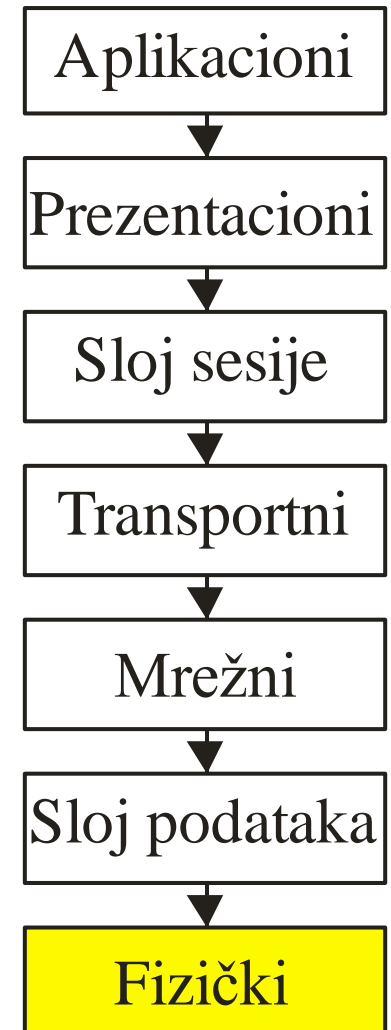 Aplikacioni
Prezentacioni
Sloj sesije
Transportni
Mrežni
Sloj podataka
Fizički